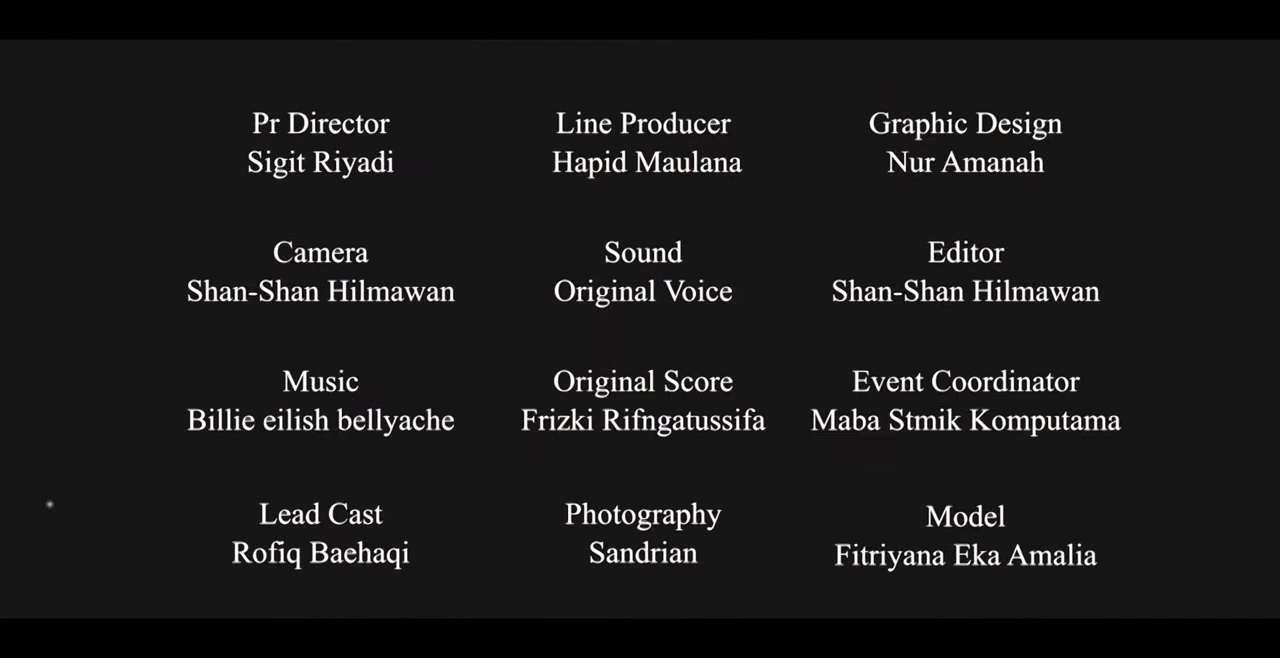 Pr Director
Sigit Riyadi
Line Producer
Hapid Maulana
Graphic Design
Nur Amanah
Camera
Shan-Shan Hilmawan
Sound
Original Voice
Editor
Shan-Shan Hilmawan
Music
Billie eilish bellyache
Original Score
Frizki Rifngatussifa
Event Coordinator
Maba Stmik Komputama
Lead Cast
Rofiq Baehaqi
Photography
Sandrian
Model
Fitriyana Eka Amalia